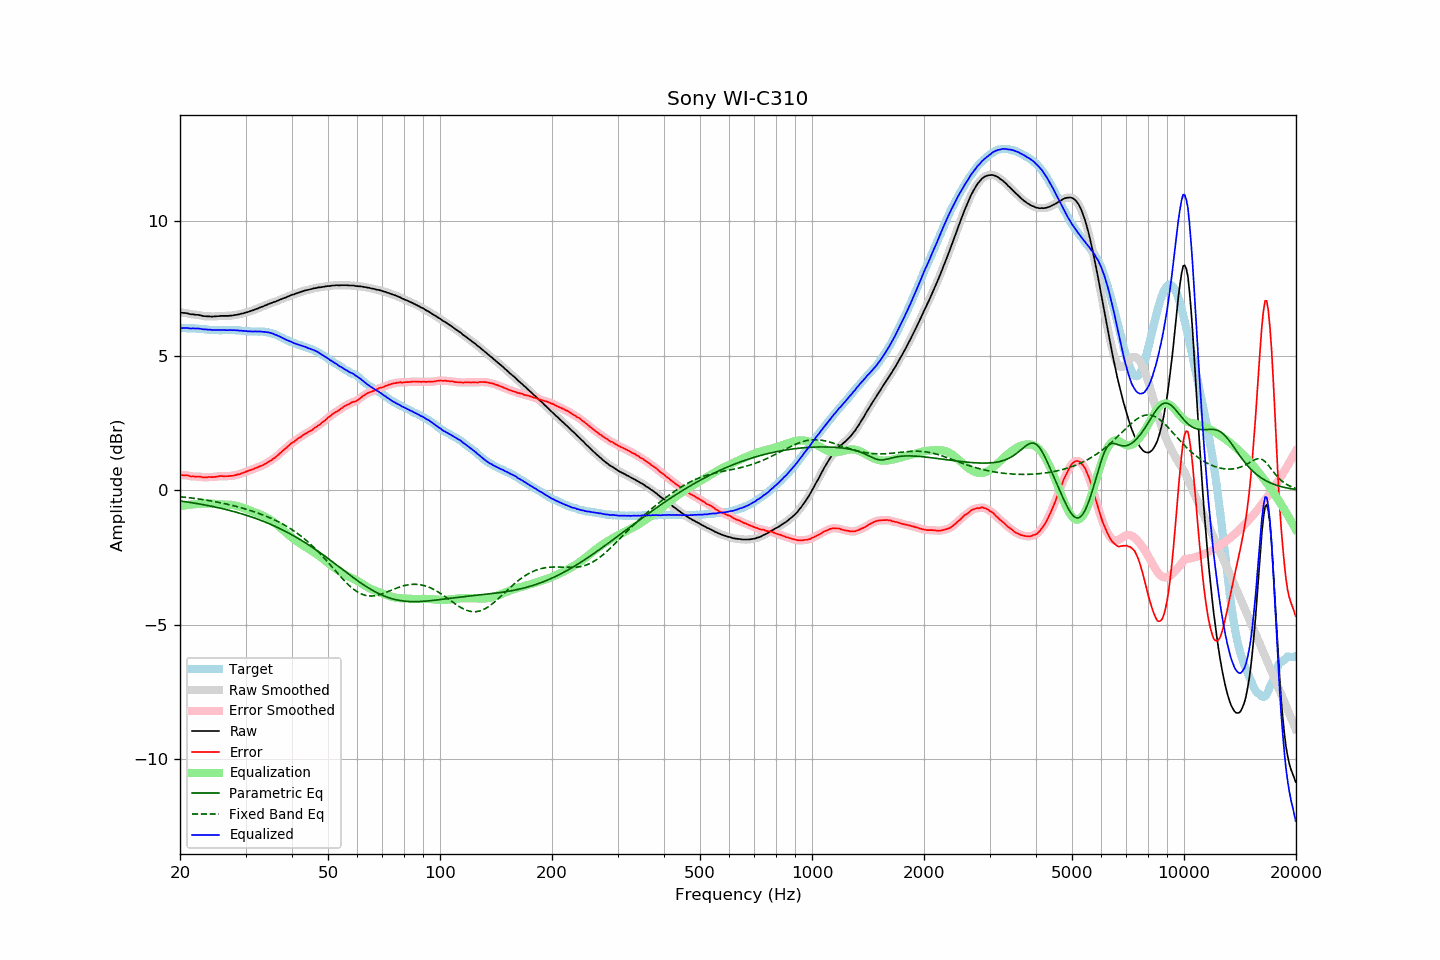 Sony WI-C310
Amplitude (dBr)
10
5
0
−5
−10
Target
Raw Smoothed
Error Smoothed
Raw
Error
Equalization
Parametric Eq
Fixed Band Eq
Equalized
20 50 100 200 500 1000 2000 5000 10000 20000
Frequency (Hz)